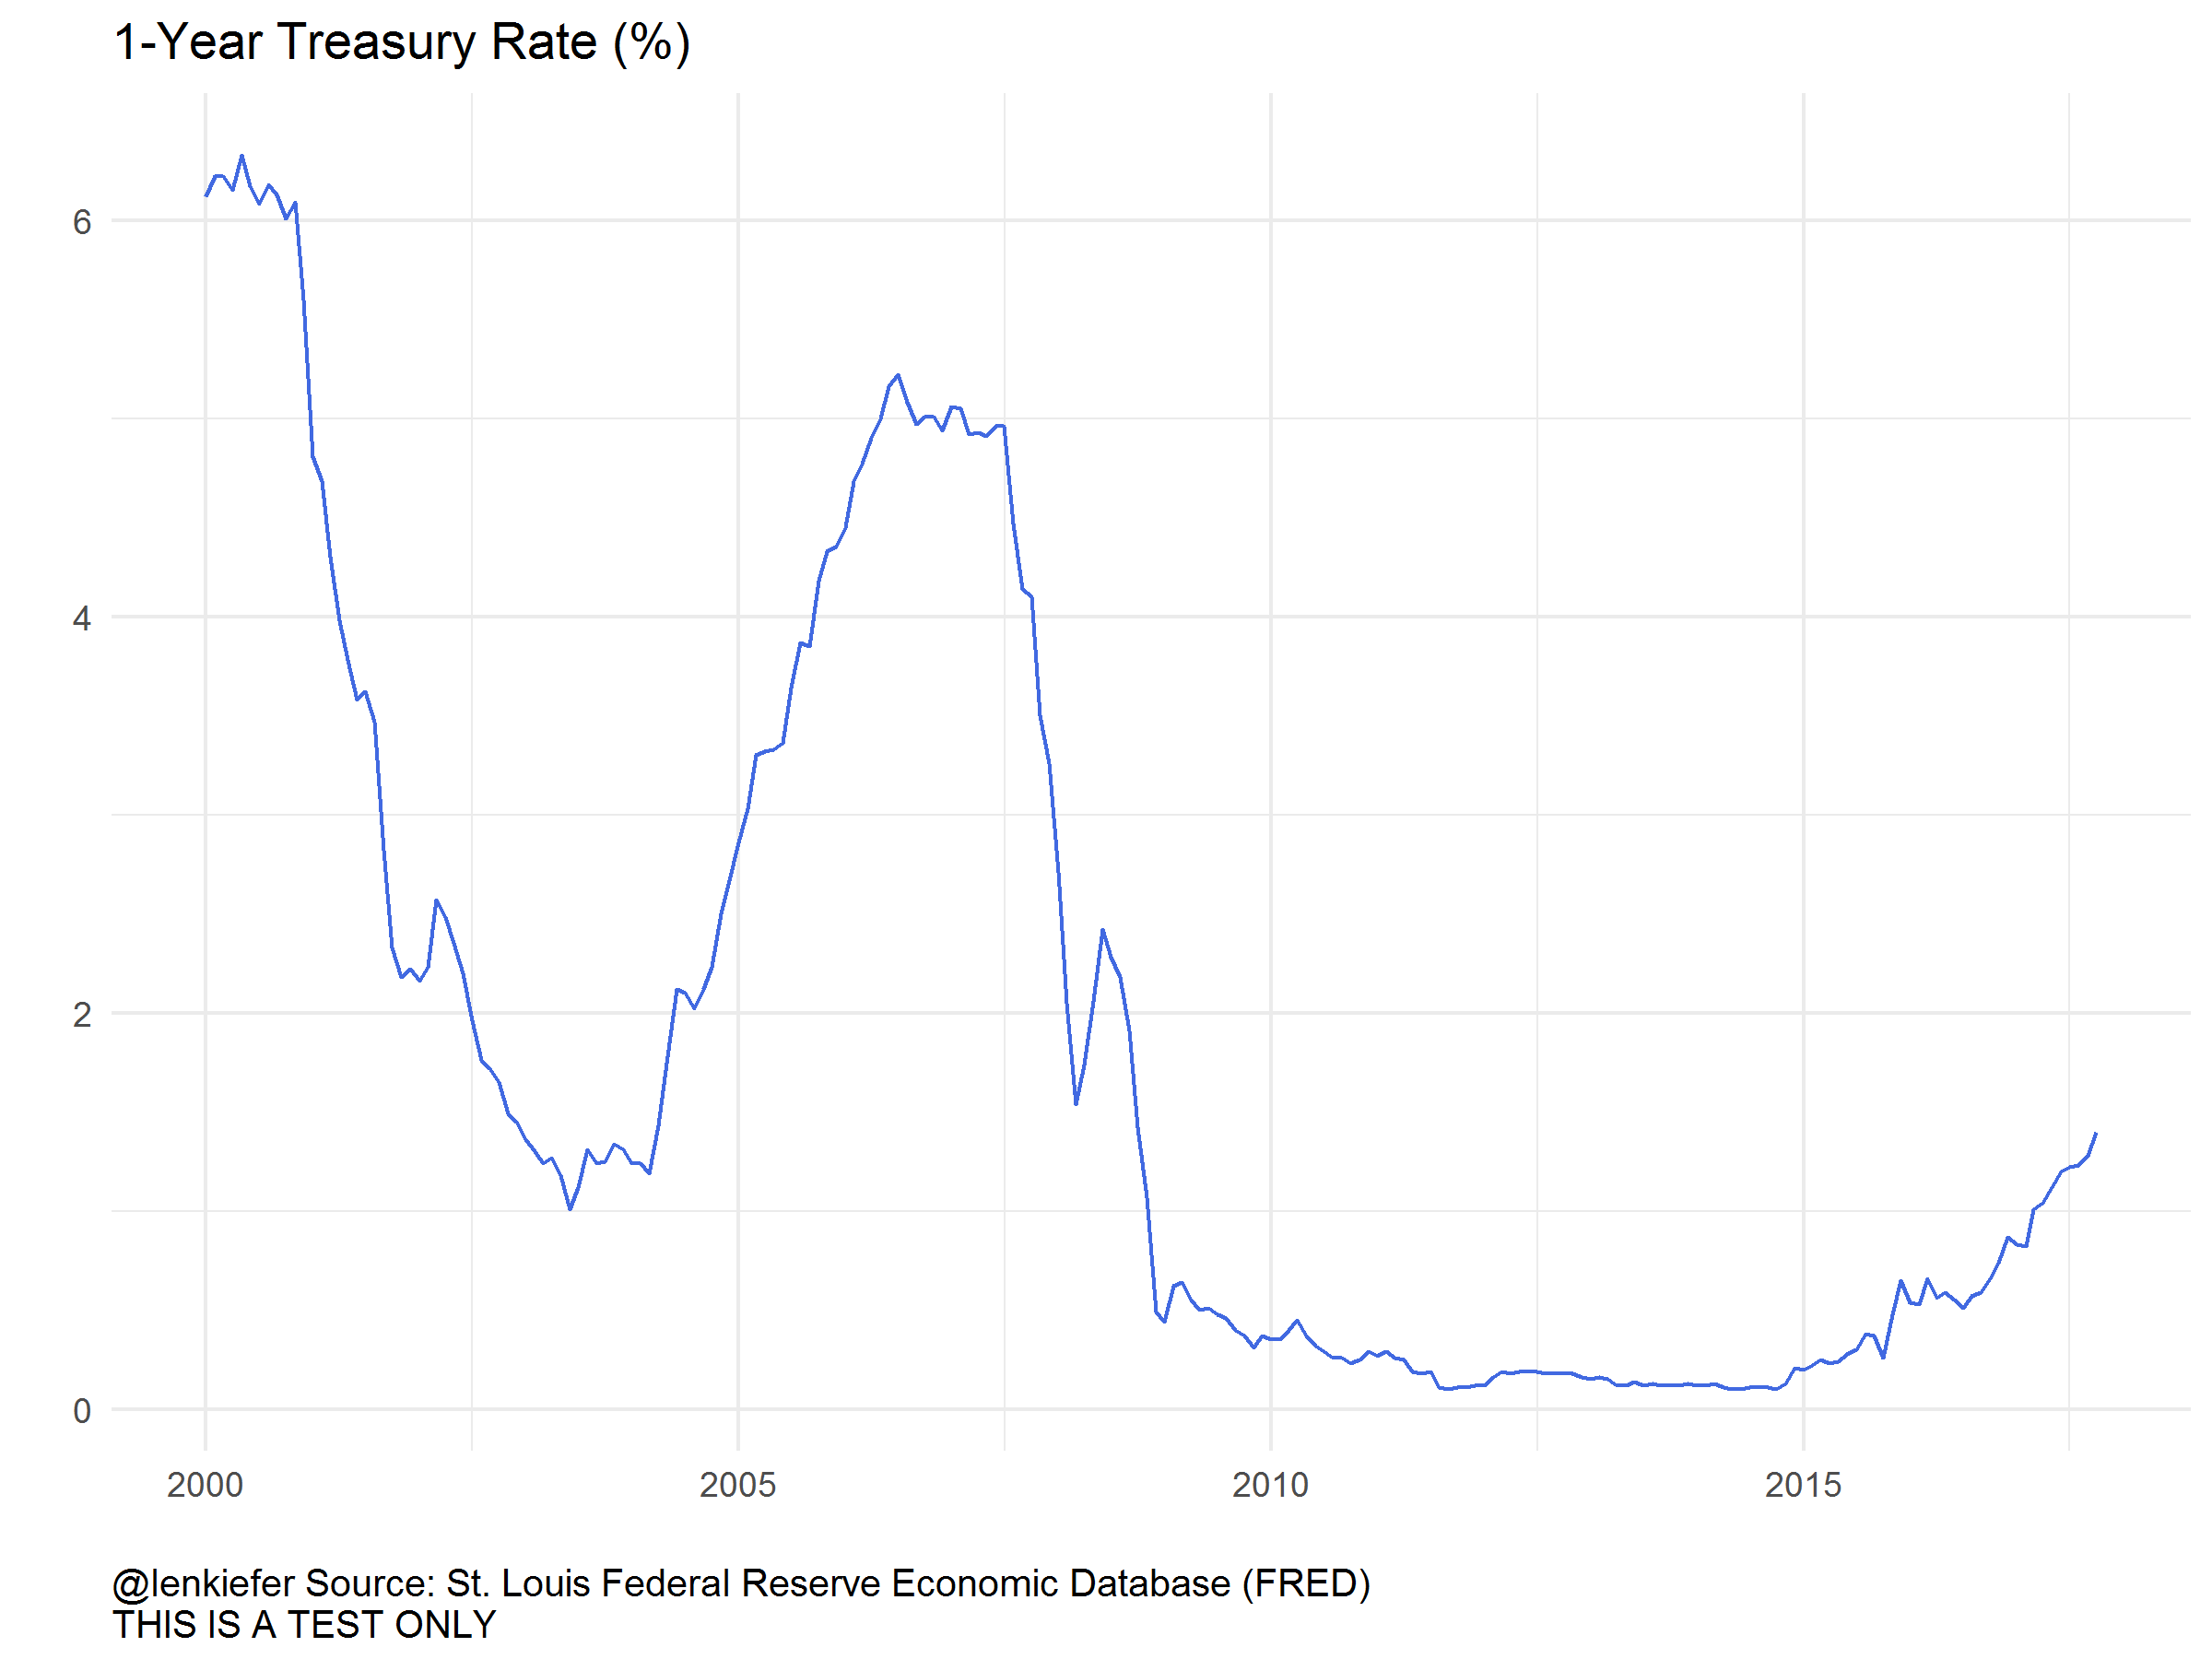 1-Year Treasury Rate (%)
6
4
2
0
2000 2005 2010 2015
@lenkiefer Source: St. Louis Federal Reserve Economic Database (FRED)
THIS IS A TEST ONLY